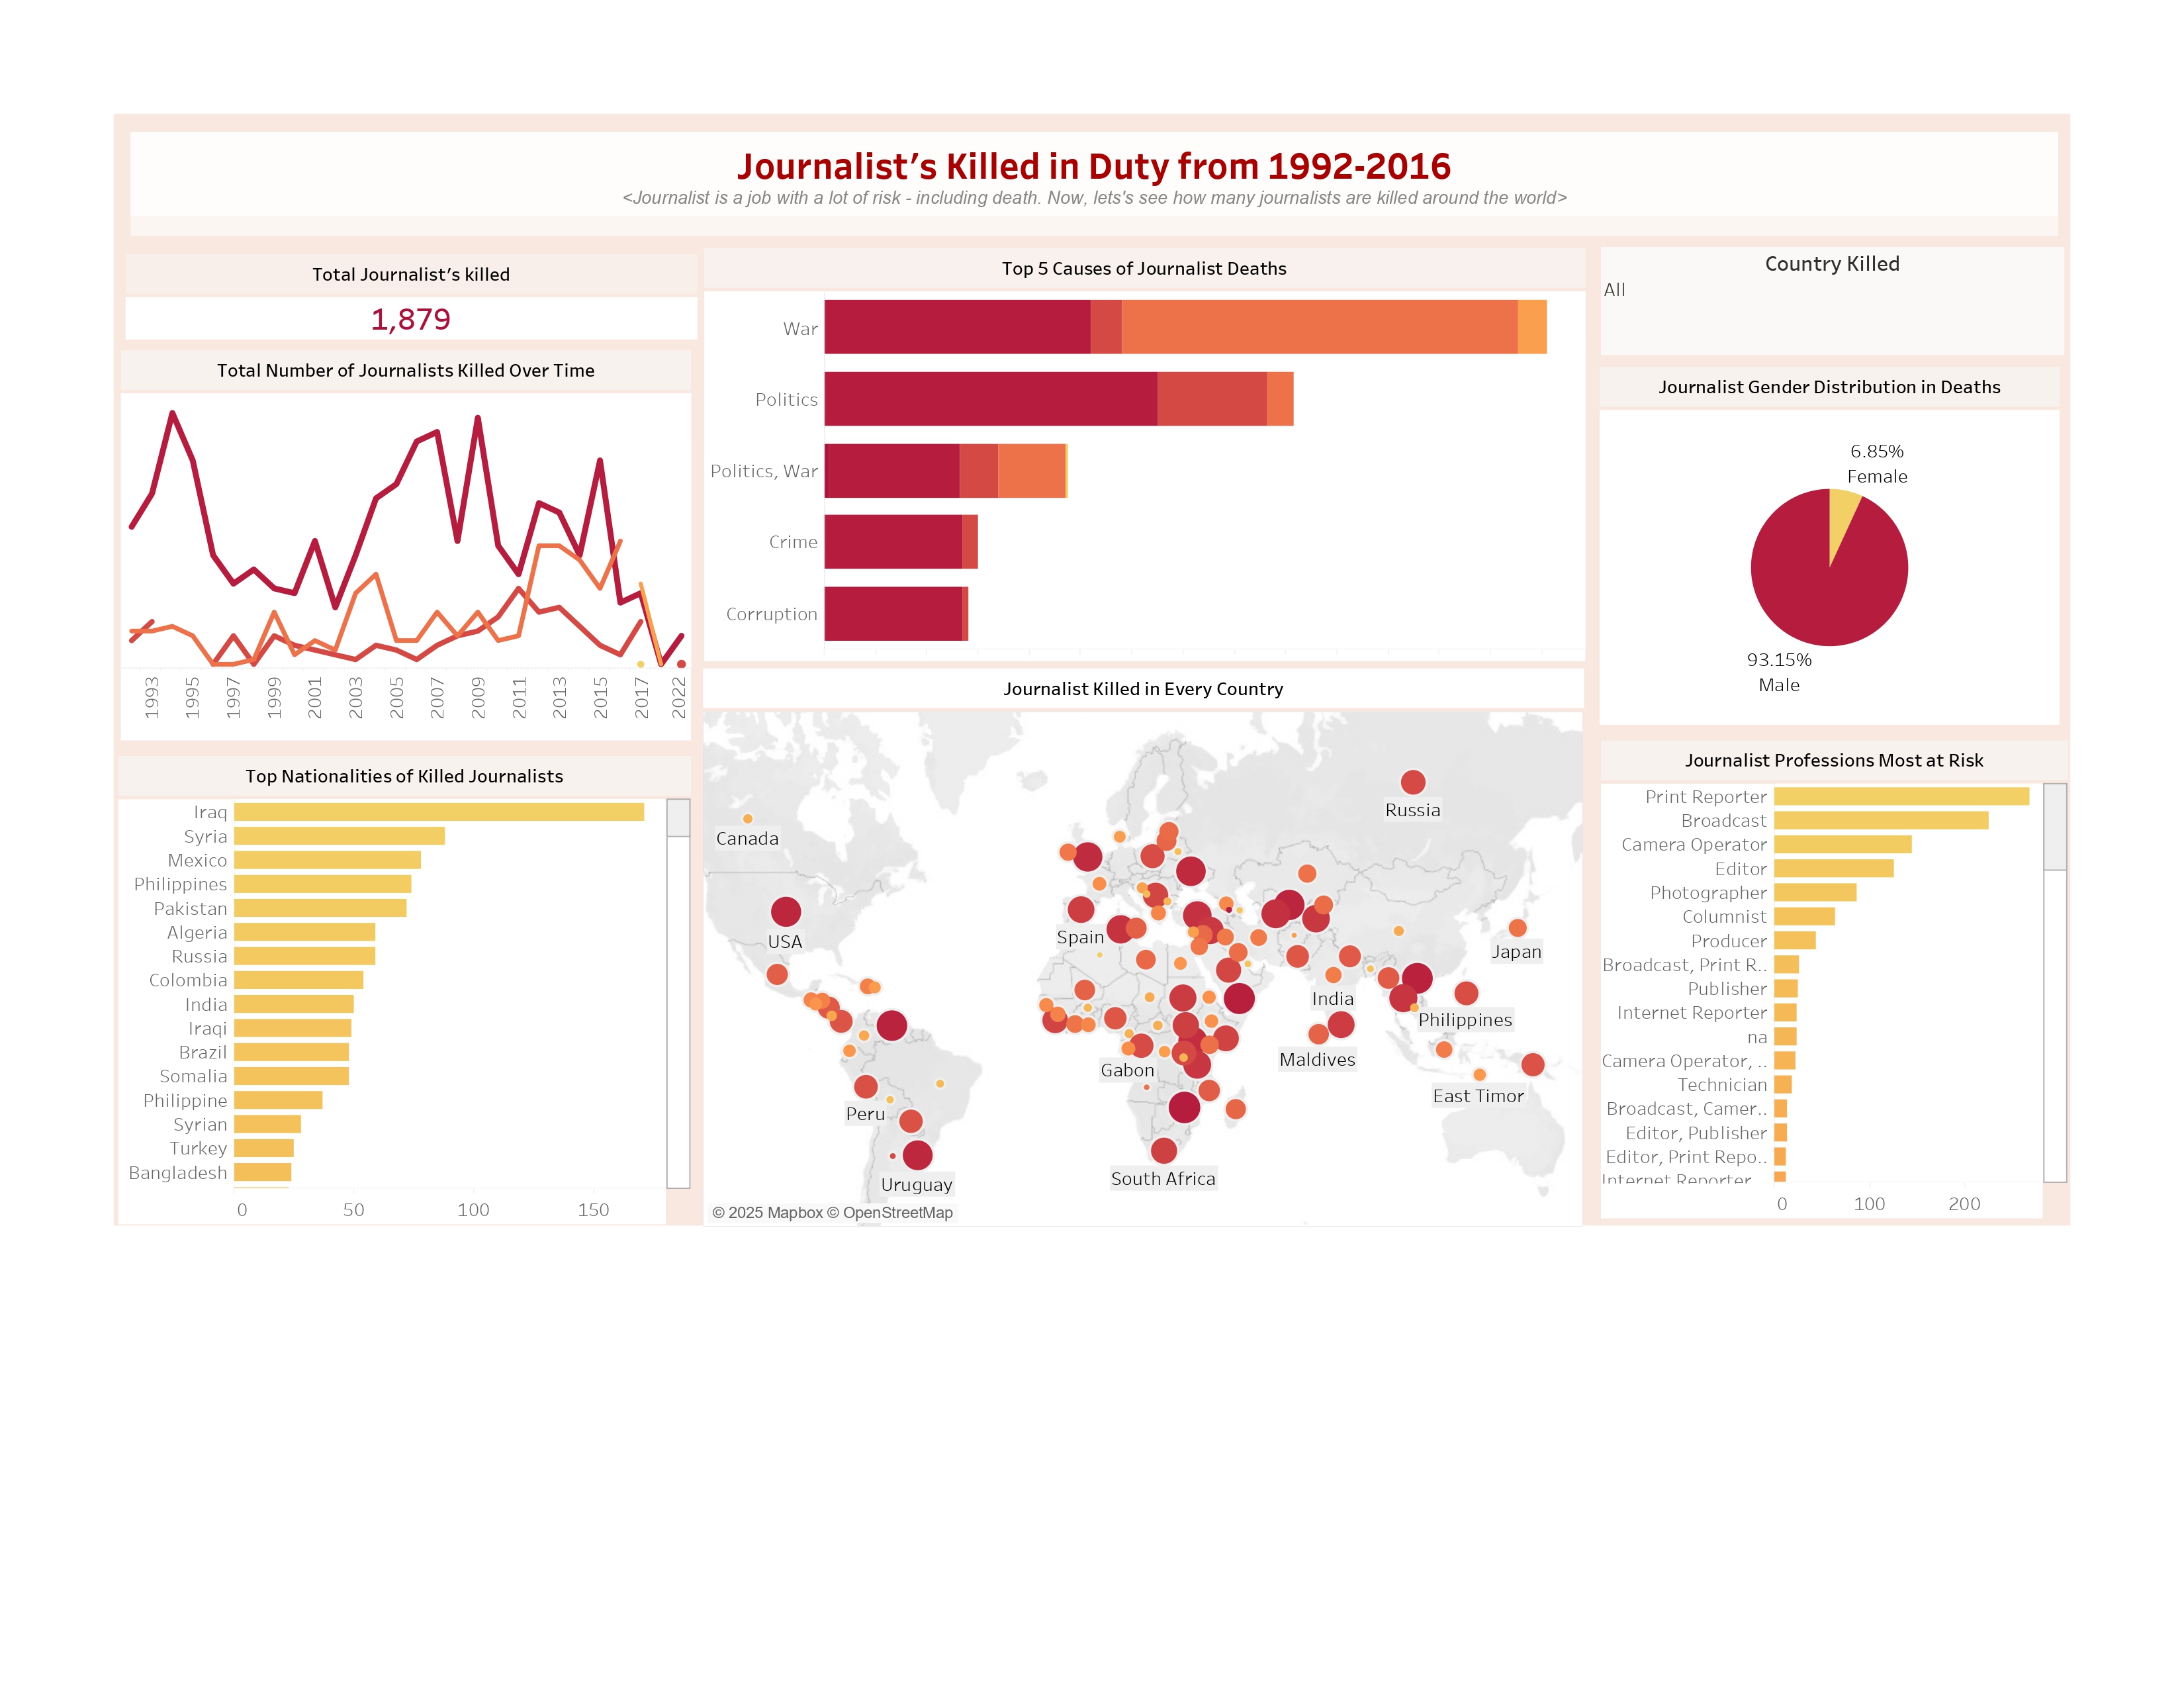 Journalist’s Killed in Duty from 1992-2016
<Journalist is a job with a lot of risk - including death. Now, lets's see how many journalists are killed around the world>
Total Journalist’s killed
1,879
Total Number of Journalists Killed Over Time
1993
1995
1997
1999
2001
2003
2005
2007
2009
2011
2013
2015
2017
2022
Top Nationalities of Killed Journalists
Iraq
Syria
Mexico
Philippines
Pakistan
Algeria
Russia
Colombia
India
Iraqi
Brazil
Somalia
Philippine
Syrian
Turkey
Bangladesh
0 50 100 150
Top 5 Causes of Journalist Deaths
War
Politics
Politics, War
Crime
Corruption
Journalist Killed in Every Country
Russia
Canada
USA
Spain
Japan
India
Philippines
Maldives
Gabon
East Timor
Peru
South Africa
Uruguay
© 2025 Mapbox © OpenStreetMap
Country Killed
All
Journalist Gender Distribution in Deaths
6.85%
Female
93.15%
Male
Journalist Professions Most at Risk
Print Reporter
Broadcast
Camera Operator
Editor
Photographer
Columnist
Producer
Broadcast, Print R..
Publisher
Internet Reporter
na
Camera Operator, ..
Technician
Broadcast, Camer..
Editor, Publisher
Editor, Print Repo..
Internet Reporter
0 100 200